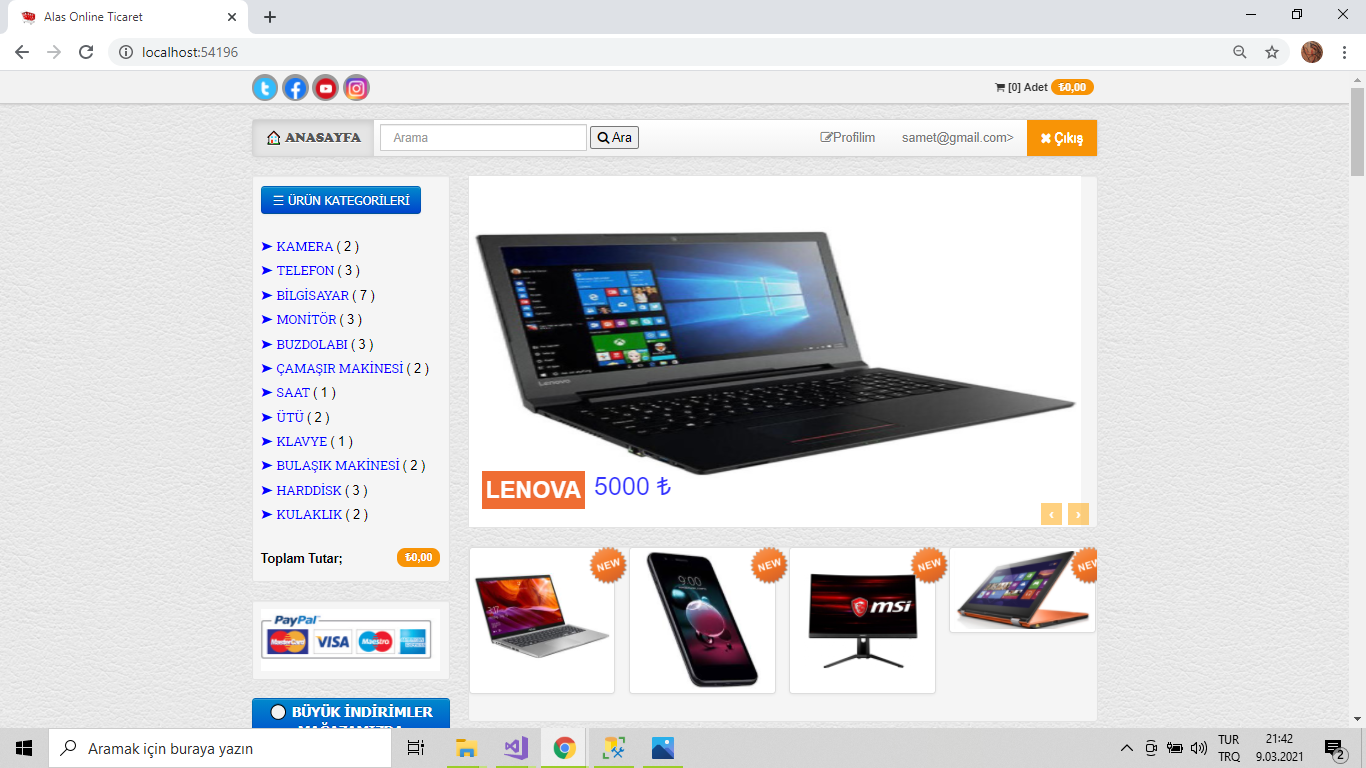 Alas Online Ticaret
localhost:54196
[0] Adet ₺0,00
ANASAYFA
Arama
Ara
Profilim
samet@gmail.com>
Çıkış
ÜRÜN KATEGORİLERİ
KAMERA ( 2 )
TELEFON ( 3 )
BİLGİSAYAR ( 7 )
MONİTÖR ( 3 )
BUZDOLABI ( 3 )
ÇAMAŞIR MAKİNESİ ( 2 )
SAAT ( 1 )
ÜTÜ ( 2 )
KLAVYE ( 1 )
BULAŞIK MAKİNESİ ( 2 )
HARDDİSK ( 3 )
KULAKLIK ( 2 )
Toplam Tutar; ₺0,00
PayPal
MasterCard VISA Maestro
BÜYÜK İNDİRİMLER
MAĞAZAMIZDA
Lenovo
LENOVA 5000 ₺
NEW
NEW
9:00
NEW
msi
NEW
Aramak için buraya yazın
TUR
TRQ
21:42
9.03.2021
2